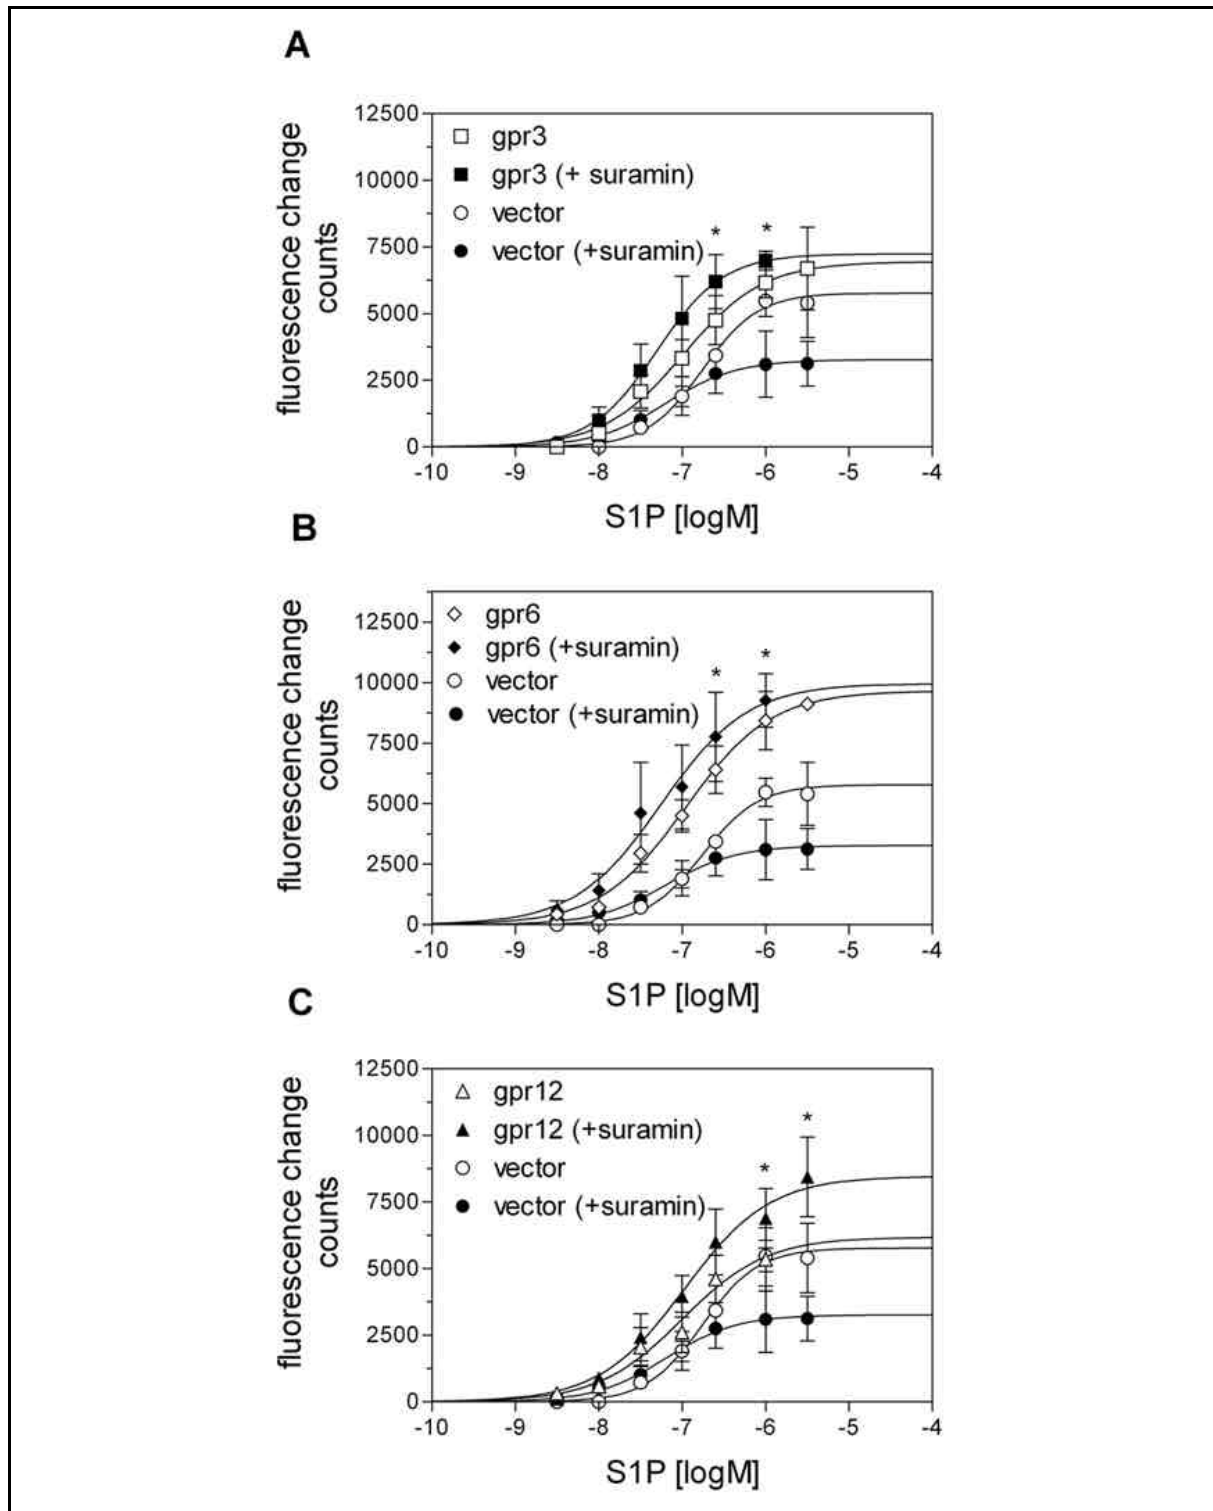 A
12500
10000
7500
5000
2500
0
fluorescence change
counts
gpr3
gpr3 (+ suramin)
vector
vector (+suramin)
* *
-10 -9 -8 -7 -6 -5 -4
S1P [logM]
B
12500
10000
7500
5000
2500
0
fluorescence change
counts
gpr6
gpr6 (+suramin)
vector
vector (+suramin)
* *
-10 -9 -8 -7 -6 -5 -4
S1P [logM]
C
12500
10000
7500
5000
2500
0
fluorescence change
counts
gpr12
gpr12 (+suramin)
vector
vector (+suramin)
* *
-10 -9 -8 -7 -6 -5 -4
S1P [logM]